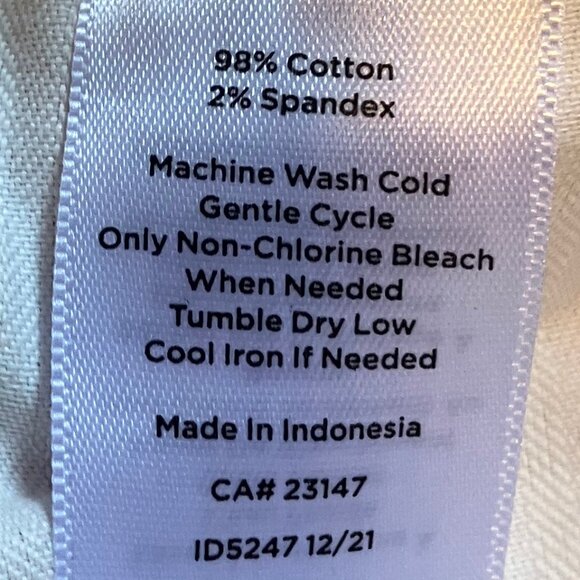 98% Cotton
2% Spandex
Machine Wash Cold
Gentle Cycle
Only Non-Chlorine Bleach
When Needed
Tumble Dry Low
Cool Iron If Needed
Made In Indonesia
CA# 23147
ID5247 12/21